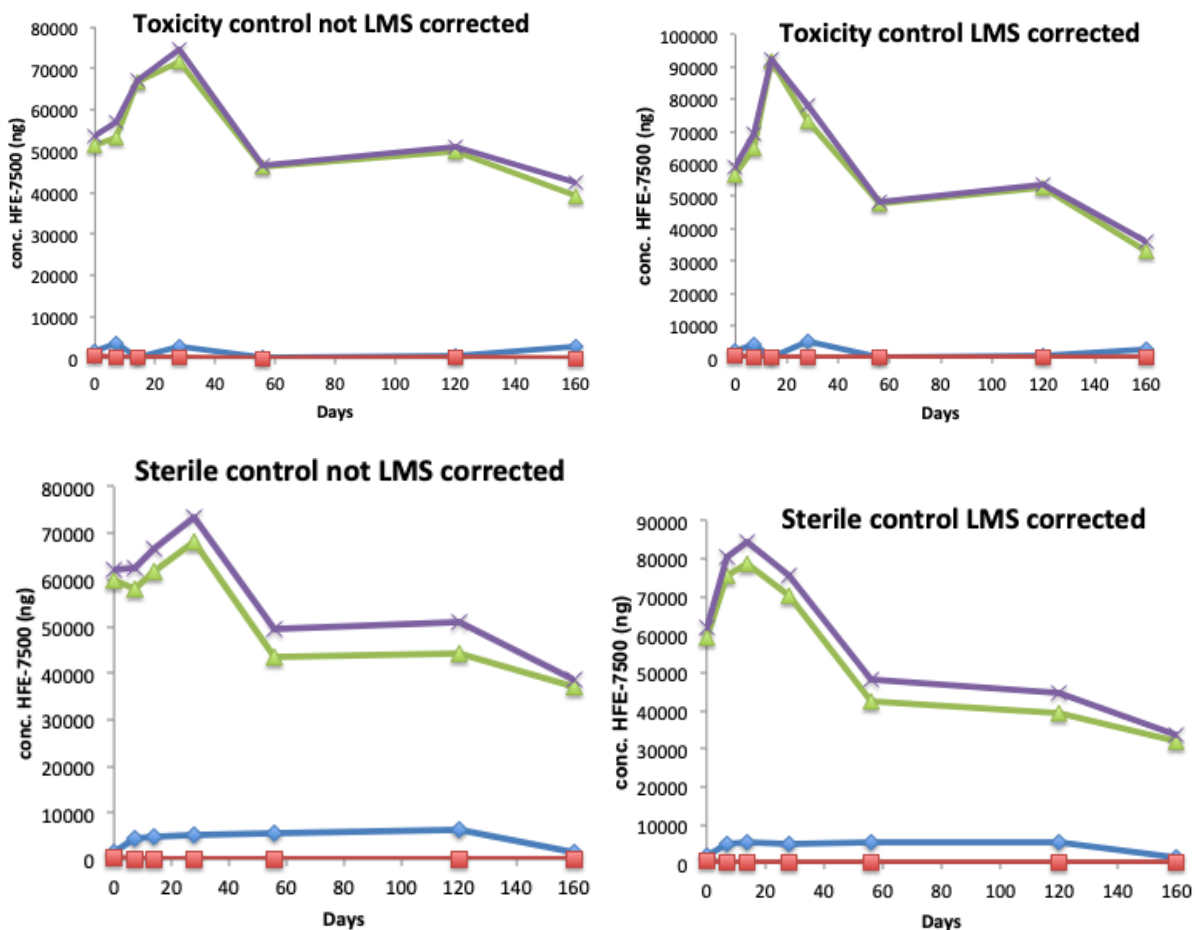 Toxicity control not LMS corrected
conc. HFE-7500 (ng)
80000
70000
60000
50000
40000
30000
20000
10000
0
0 20 40 60 80 100 120 140 160
Days
Toxicity control LMS corrected
conc. HFE-7500 (ng)
100000
90000
80000
70000
60000
50000
40000
30000
20000
10000
0
0 20 40 60 80 100 120 140 160
Days
Sterile control not LMS corrected
conc. HFE-7500 (ng)
80000
70000
60000
50000
40000
30000
20000
10000
0
0 20 40 60 80 100 120 140 160
Days
Sterile control LMS corrected
conc. HFE-7500 (ng)
90000
80000
70000
60000
50000
40000
30000
20000
10000
0
0 20 40 60 80 100 120 140 160
Days